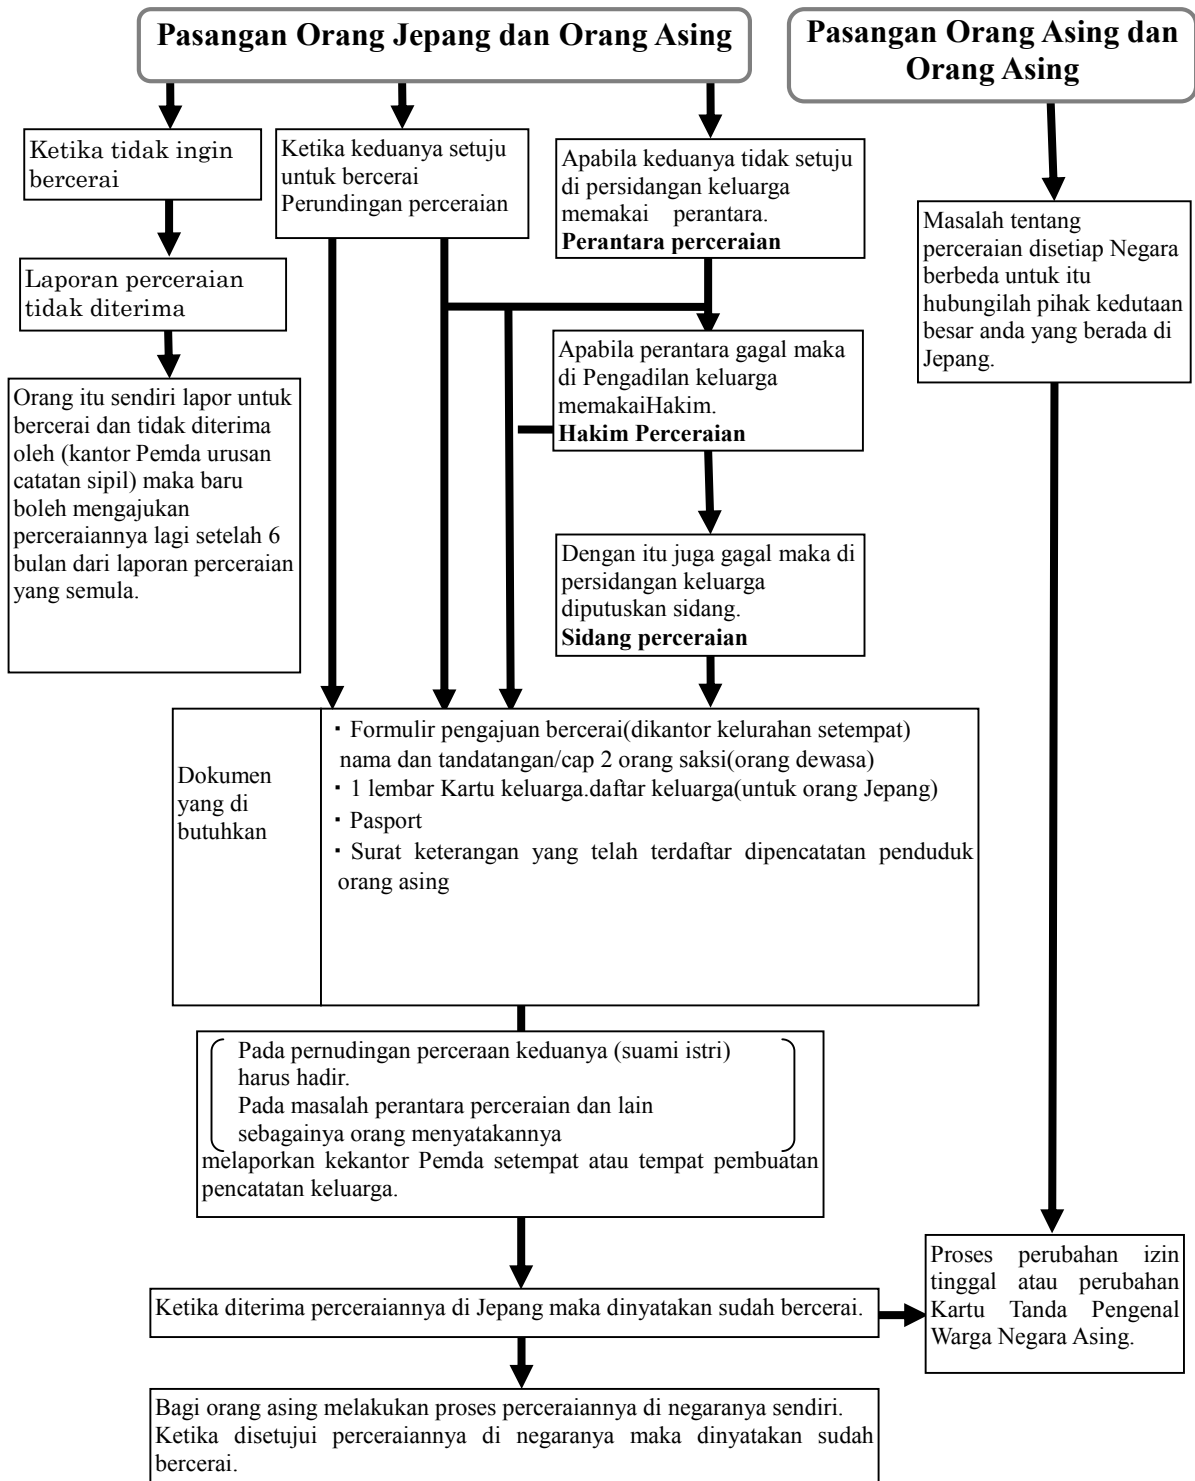 Pasangan Orang Jepang dan Orang Asing
Pasangan Orang Asing dan
Orang Asing
Ketika tidak ingin
bercerai
Ketika keduanya setuju
untuk bercerai
Perundingan perceraian
Apabila keduanya tidak setuju
di persidangan keluarga
memakai perantara.
Perantara perceraian
Masalah tentang
perceraian disetiap Negara
berbeda untuk itu
hubungilah pihak kedutaan
besar anda yang berada di
Jepang.
Laporan perceraian
tidak diterima
Apabila perantara gagal maka
di Pengadilan keluarga
memakaiHakim.
Hakim Perceraian
Orang itu sendiri lapor untuk
bercerai dan tidak diterima
oleh (kantor Pemda urusan
catatan sipil) maka baru
boleh mengajukan
perceraiannya lagi setelah 6
bulan dari laporan perceraian
yang semula.
Dengan itu juga gagal maka di
persidangan keluarga
diputuskan sidang.
Sidang perceraian
Dokumen
yang di
butuhkan
・Formulir pengajuan bercerai(dikantor kelurahan setempat)
nama dan tandatangan/cap 2 orang saksi(orang dewasa)
・1 lembar Kartu keluarga.daftar keluarga(untuk orang Jepang)
・Pasport
・Surat keterangan yang telah terdaftar dipencatatan penduduk
orang asing
Pada pernudingan perceraan keduanya (suami istri)
harus hadir.
Pada masalah perantara perceraian dan lain
sebagainya orang menyatakannya
melaporkan kekantor Pemda setempat atau tempat pembuatan
pencatatan keluarga.
Proses perubahan izin
tinggal atau perubahan
Kartu Tanda Pengenal
Warga Negara Asing.
Ketika diterima perceraiannya di Jepang maka dinyatakan sudah bercerai.
Bagi orang asing melakukan proses perceraiannya di negaranya sendiri.
Ketika disetujui perceraiannya di negaranya maka dinyatakan sudah
bercerai.